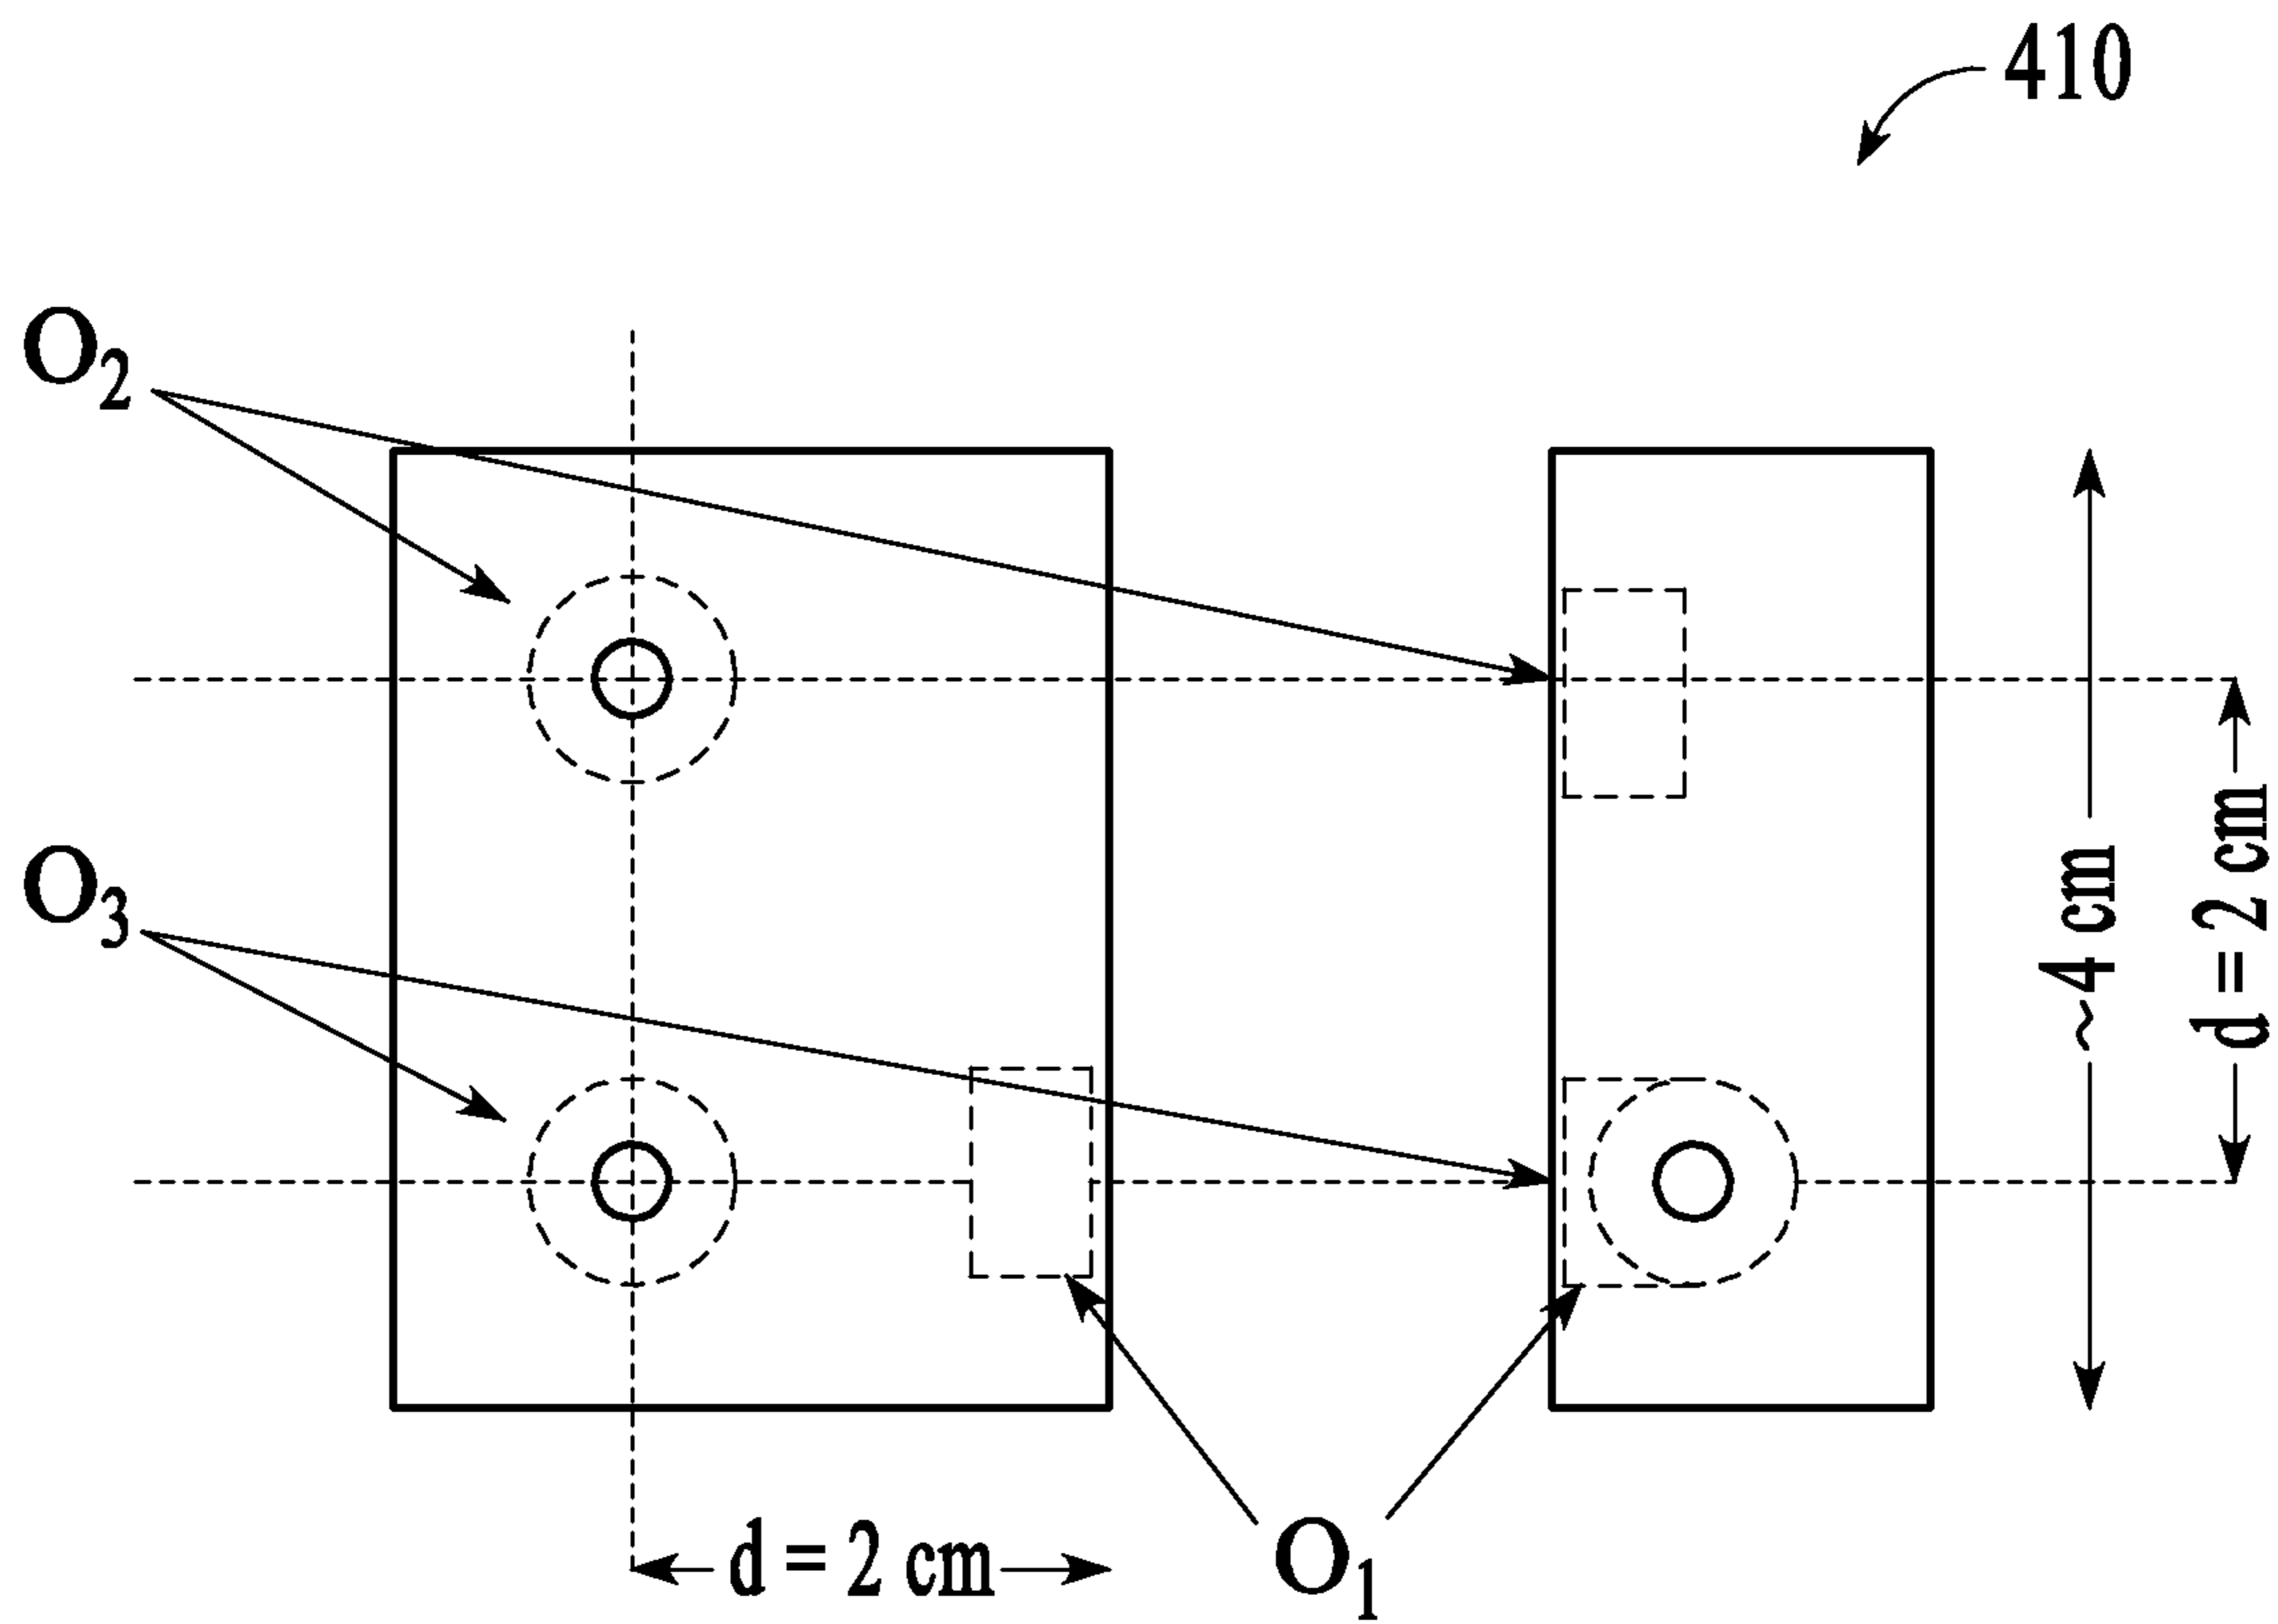 410
O₂
O₃
~4 cm
d = 2 cm
d = 2 cm
O₁